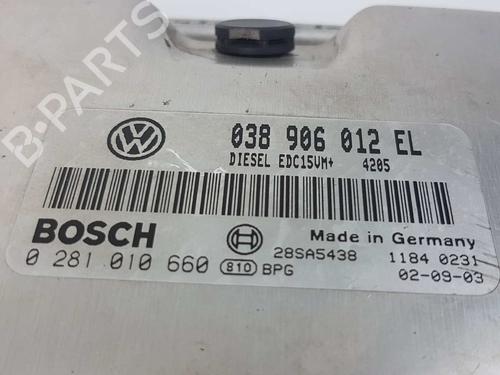 B-PARTS
038 906 012 EL
DIESEL EDC15VM+ 4205
BOSCH
0 281 010 660 810 BPG
28SA5438
Made in Germany
1184 0231
02-09-03